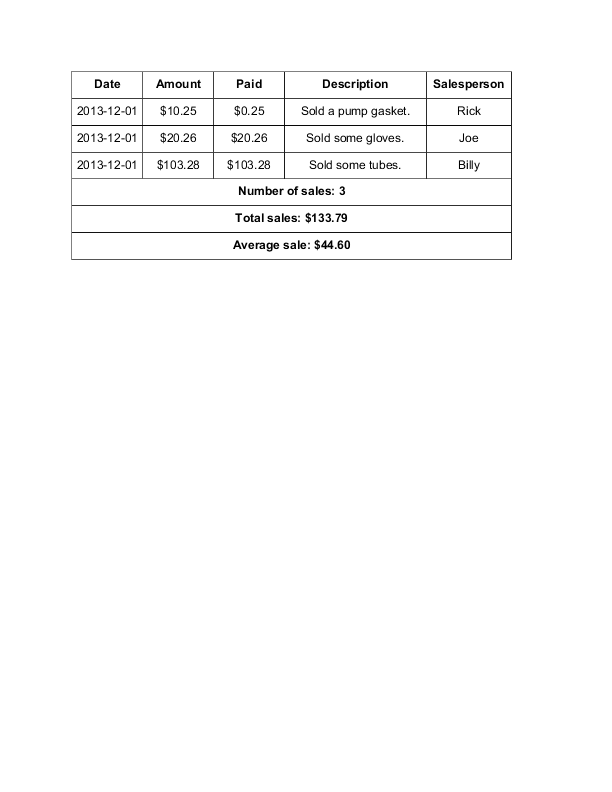 Date Amount Paid Description Salesperson
2013-12-01 $10.25 $0.25 Sold a pump gasket. Rick
2013-12-01 $20.26 $20.26 Sold some gloves. Joe
2013-12-01 $103.28 $103.28 Sold some tubes. Billy
Number of sales: 3
Total sales: $133.79
Average sale: $44.60